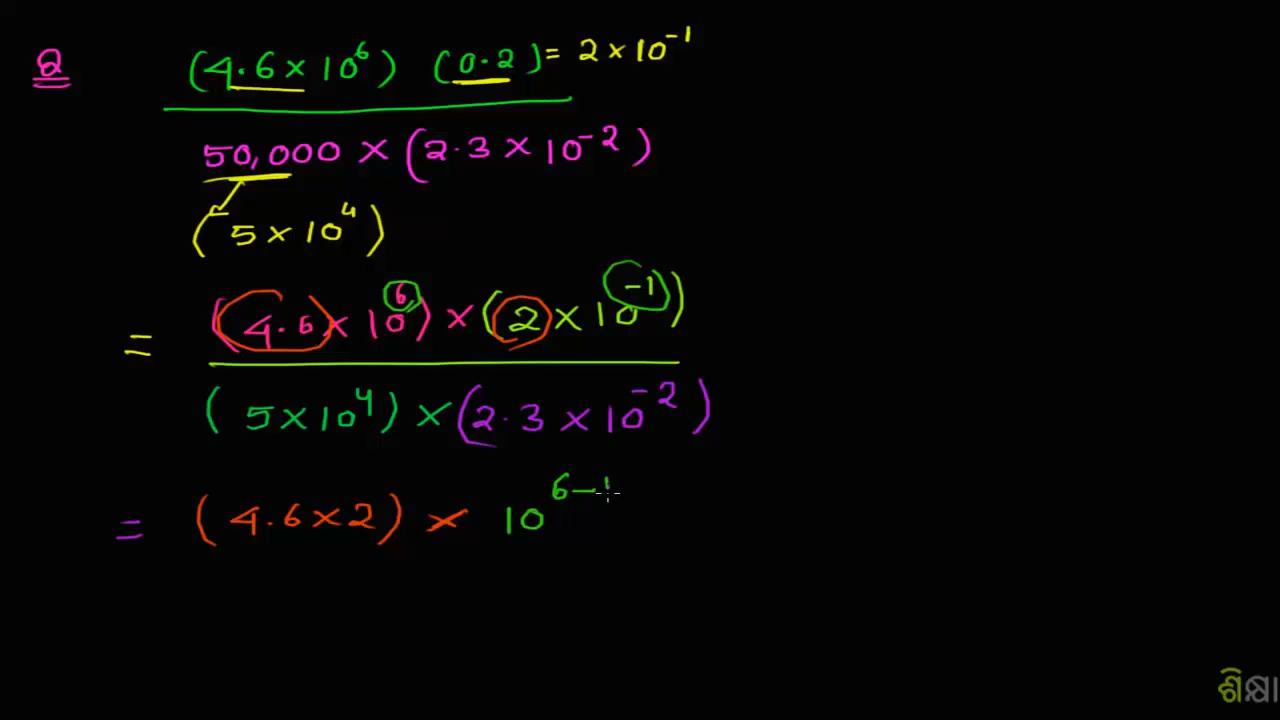 Q (4.6 × 10⁶) (0.2) = 2 × 10⁻¹
50,000 × (2.3 × 10⁻²)
(5 × 10⁴)
= (4.6 × 10⁶) × (2 × 10⁻¹)
(5 × 10⁴) × (2.3 × 10⁻²)
= (4.6 × 2) × 10⁶⁻¹
ଶିକ୍ଷା